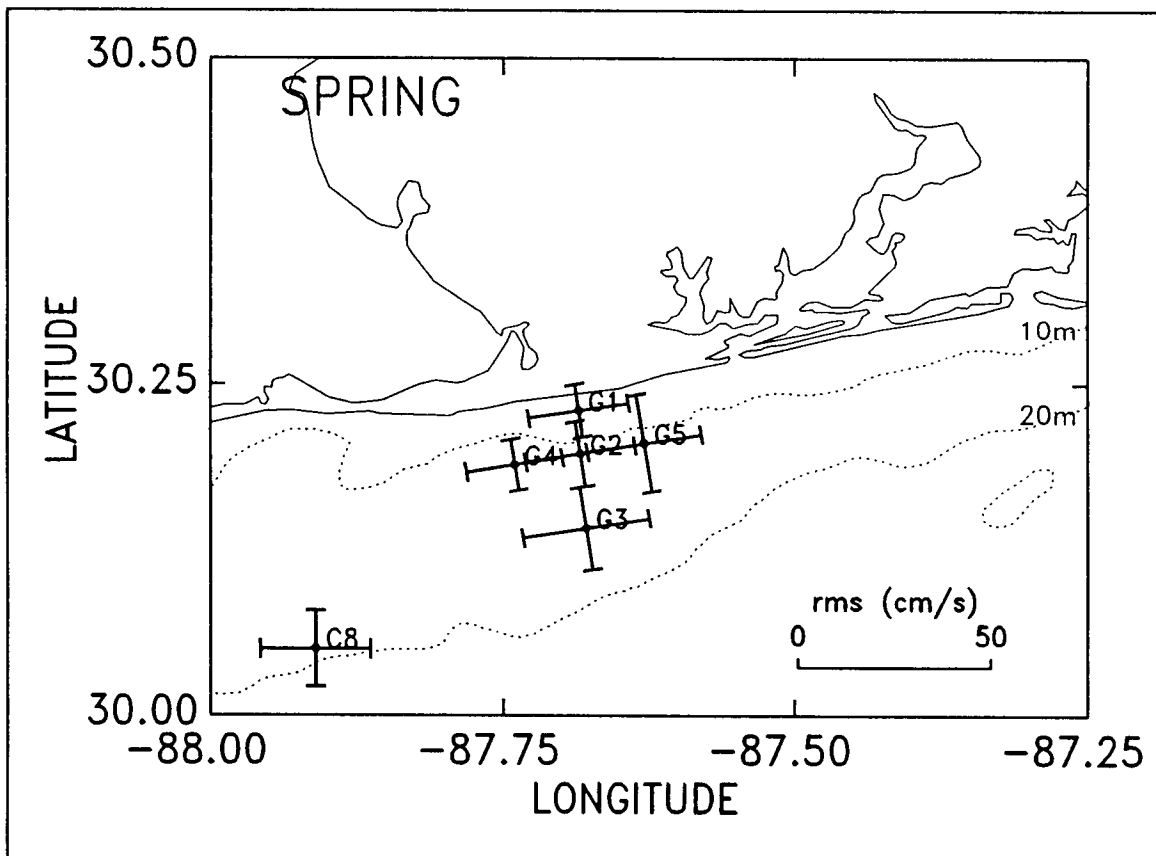 SPRING
30.50
30.25
30.00
LATITUDE
10m
20m
G1
G2
G5
G4
G3
C8
rms (cm/s)
0 50
-88.00 -87.75 -87.50 -87.25
LONGITUDE